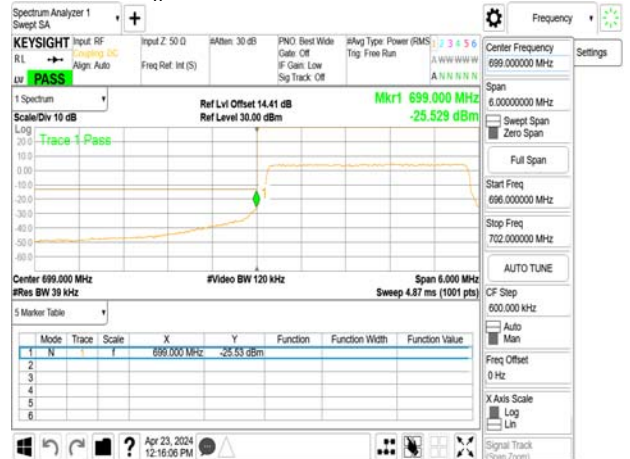 Spectrum Analyzer 1
Swept SA
+
Frequency
KEYSIGHT
RL
PASS
Input: RF
Coupling: DC
Align: Auto
Input Z: 50 Ω
Freq Ref: Int (S)
#Atten: 30 dB
PNO: Best Wide
Gate: Off
IF Gain: Low
Sig Track: Off
#Avg Type: Power (RMS
Trig: Free Run
1 2 3 4 5 6
A W W W W W
A N N N N N
1 Spectrum
Scale/Div 10 dB
Ref Lvl Offset 14.41 dB
Ref Level 30.00 dBm
Mkr1 699.000 MHz
-25.529 dBm
Log
Trace 1 Pass
20.0
10.0
0.00
-10.0
-20.0
-30.0
-40.0
-50.0
-60.0
1
Center 699.000 MHz
#Res BW 39 kHz
#Video BW 120 kHz
Span 6.000 MHz
Sweep 4.87 ms (1001 pts)
5 Marker Table
Mode Trace Scale X Y Function Function Width Function Value
1 N 1 f 699.000 MHz -25.53 dBm
2
3
4
5
6
Apr 23, 2024
12:16:06 PM
Center Frequency
699.000000 MHz
Settings
Span
6.00000000 MHz
Swept Span
Zero Span
Full Span
Start Freq
696.000000 MHz
Stop Freq
702.000000 MHz
AUTO TUNE
CF Step
600.000 kHz
Auto
Man
Freq Offset
0 Hz
X Axis Scale
Log
Lin
Signal Track
(Span Zoom)